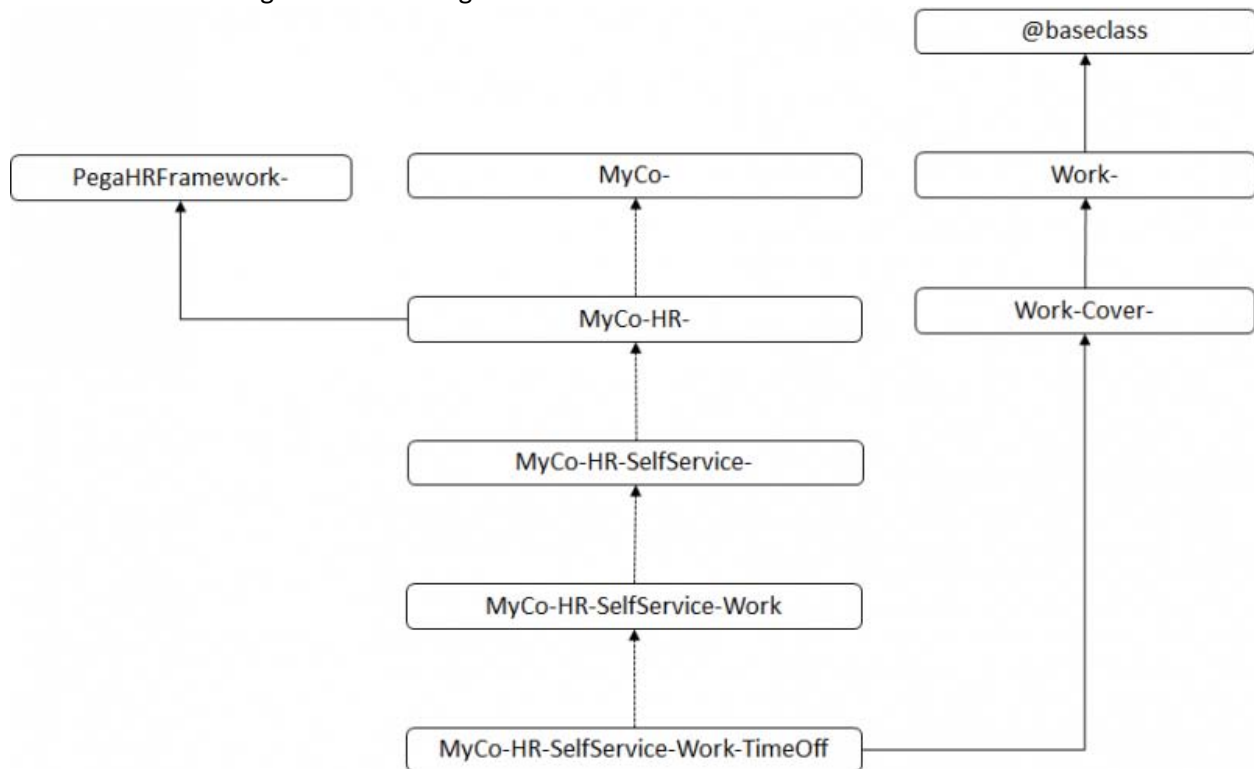 @baseclass
PegaHRFramework-
MyCo-
Work-
MyCo-HR-
Work-Cover-
MyCo-HR-SelfService-
MyCo-HR-SelfService-Work
MyCo-HR-SelfService-Work-TimeOff